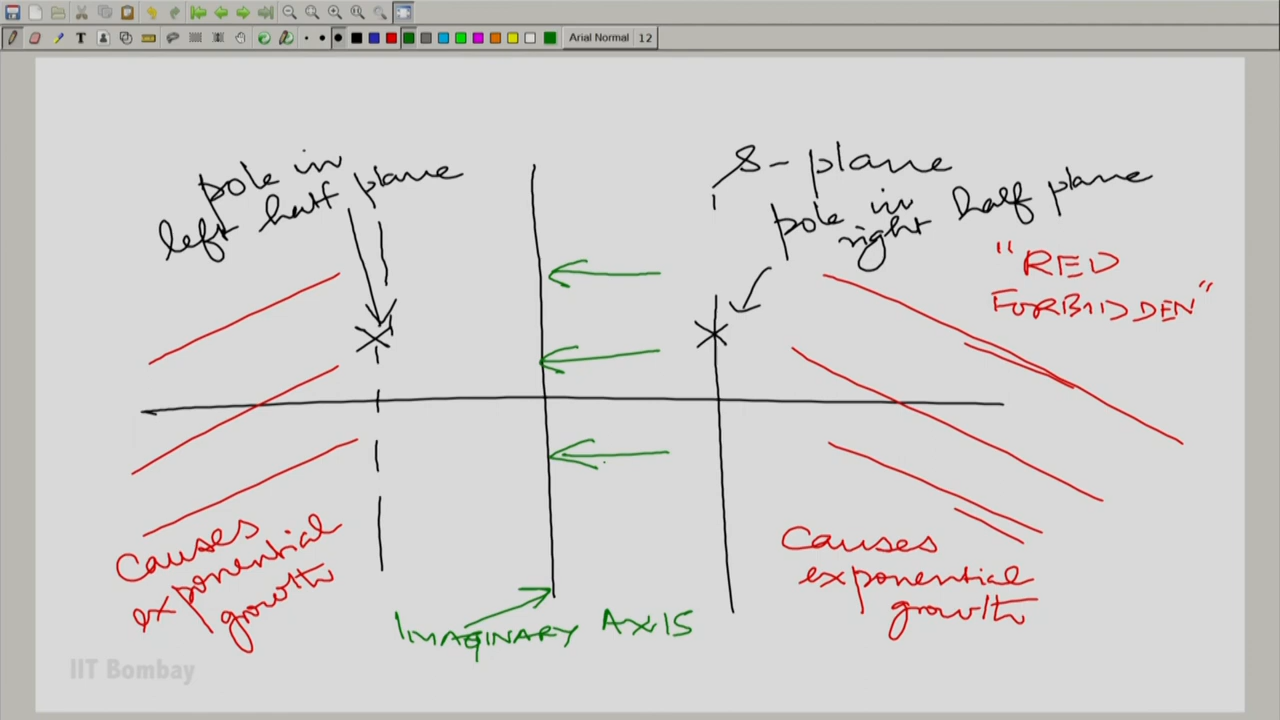 Arial Normal 12
pole in
left half plane
s-plane
pole in
right half plane
"RED
FORBIDDEN"
Causes
exponential
growth
Causes
exponential
growth
IMAGINARY AXIS
IIT Bombay